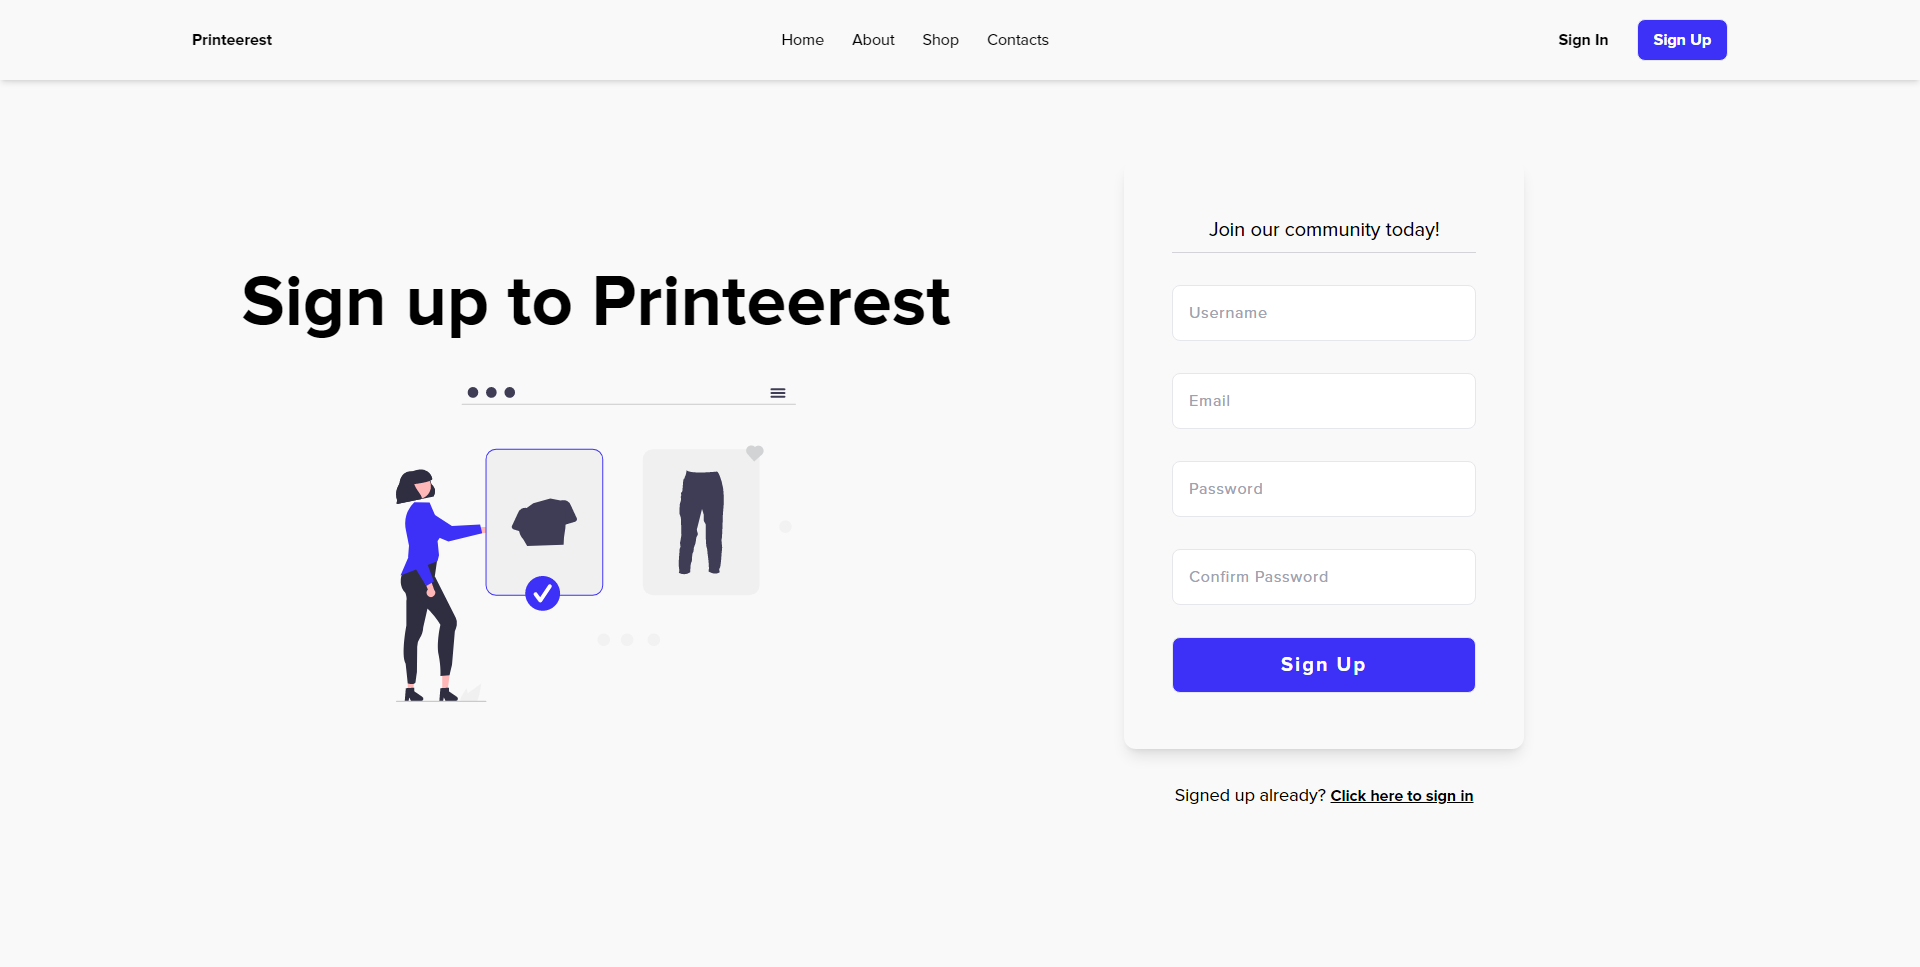 Printeerest
Home About Shop Contacts
Sign In Sign Up
Sign up to Printeerest
Join our community today!
Username
Email
Password
Confirm Password
Sign Up
Signed up already? Click here to sign in